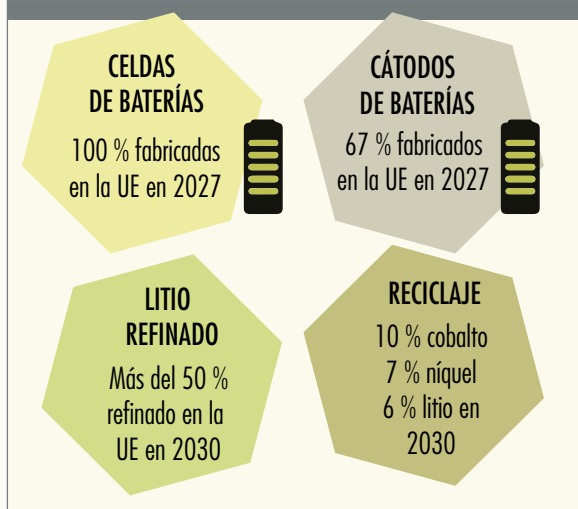 CELDAS
DE BATERÍAS
100 % fabricadas
en la UE en 2027
CÁTODOS
DE BATERÍAS
67 % fabricados
en la UE en 2027
LITIO
REFINADO
Más del 50 %
refinado en la
UE en 2030
RECICLAJE
10 % cobalto
7 % níquel
6 % litio en
2030